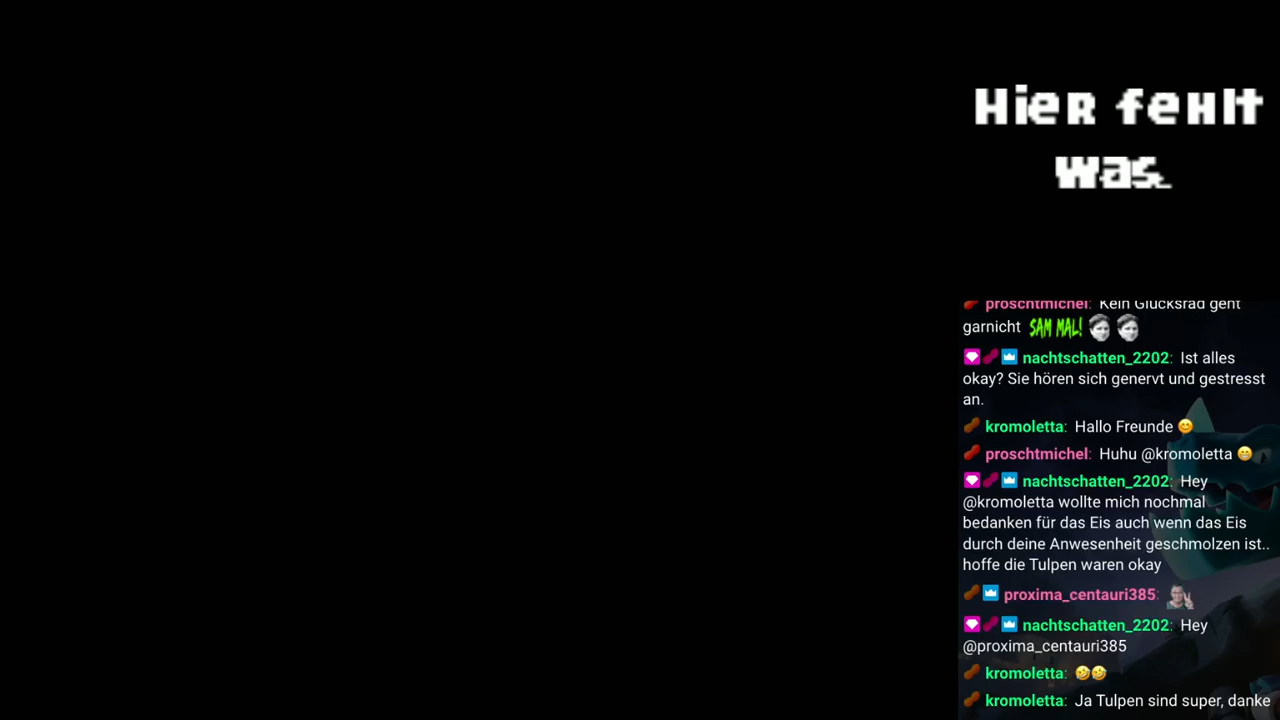 Hier fehlt
was.
proschtmichel: Kein Glücksrad geht
garnicht SAM MAL!
nachtschatten_2202: Ist alles
okay? Sie hören sich genervt und gestresst
an.
kromoletta: Hallo Freunde 😊
proschtmichel: Huhu @kromoletta 😁
nachtschatten_2202: Hey
@kromoletta wollte mich nochmal
bedanken für das Eis auch wenn das Eis
durch deine Anwesenheit geschmolzen ist..
hoffe die Tulpen waren okay
proxima_centauri385:
nachtschatten_2202: Hey
@proxima_centauri385
kromoletta: 🤣🤣
kromoletta: Ja Tulpen sind super, danke